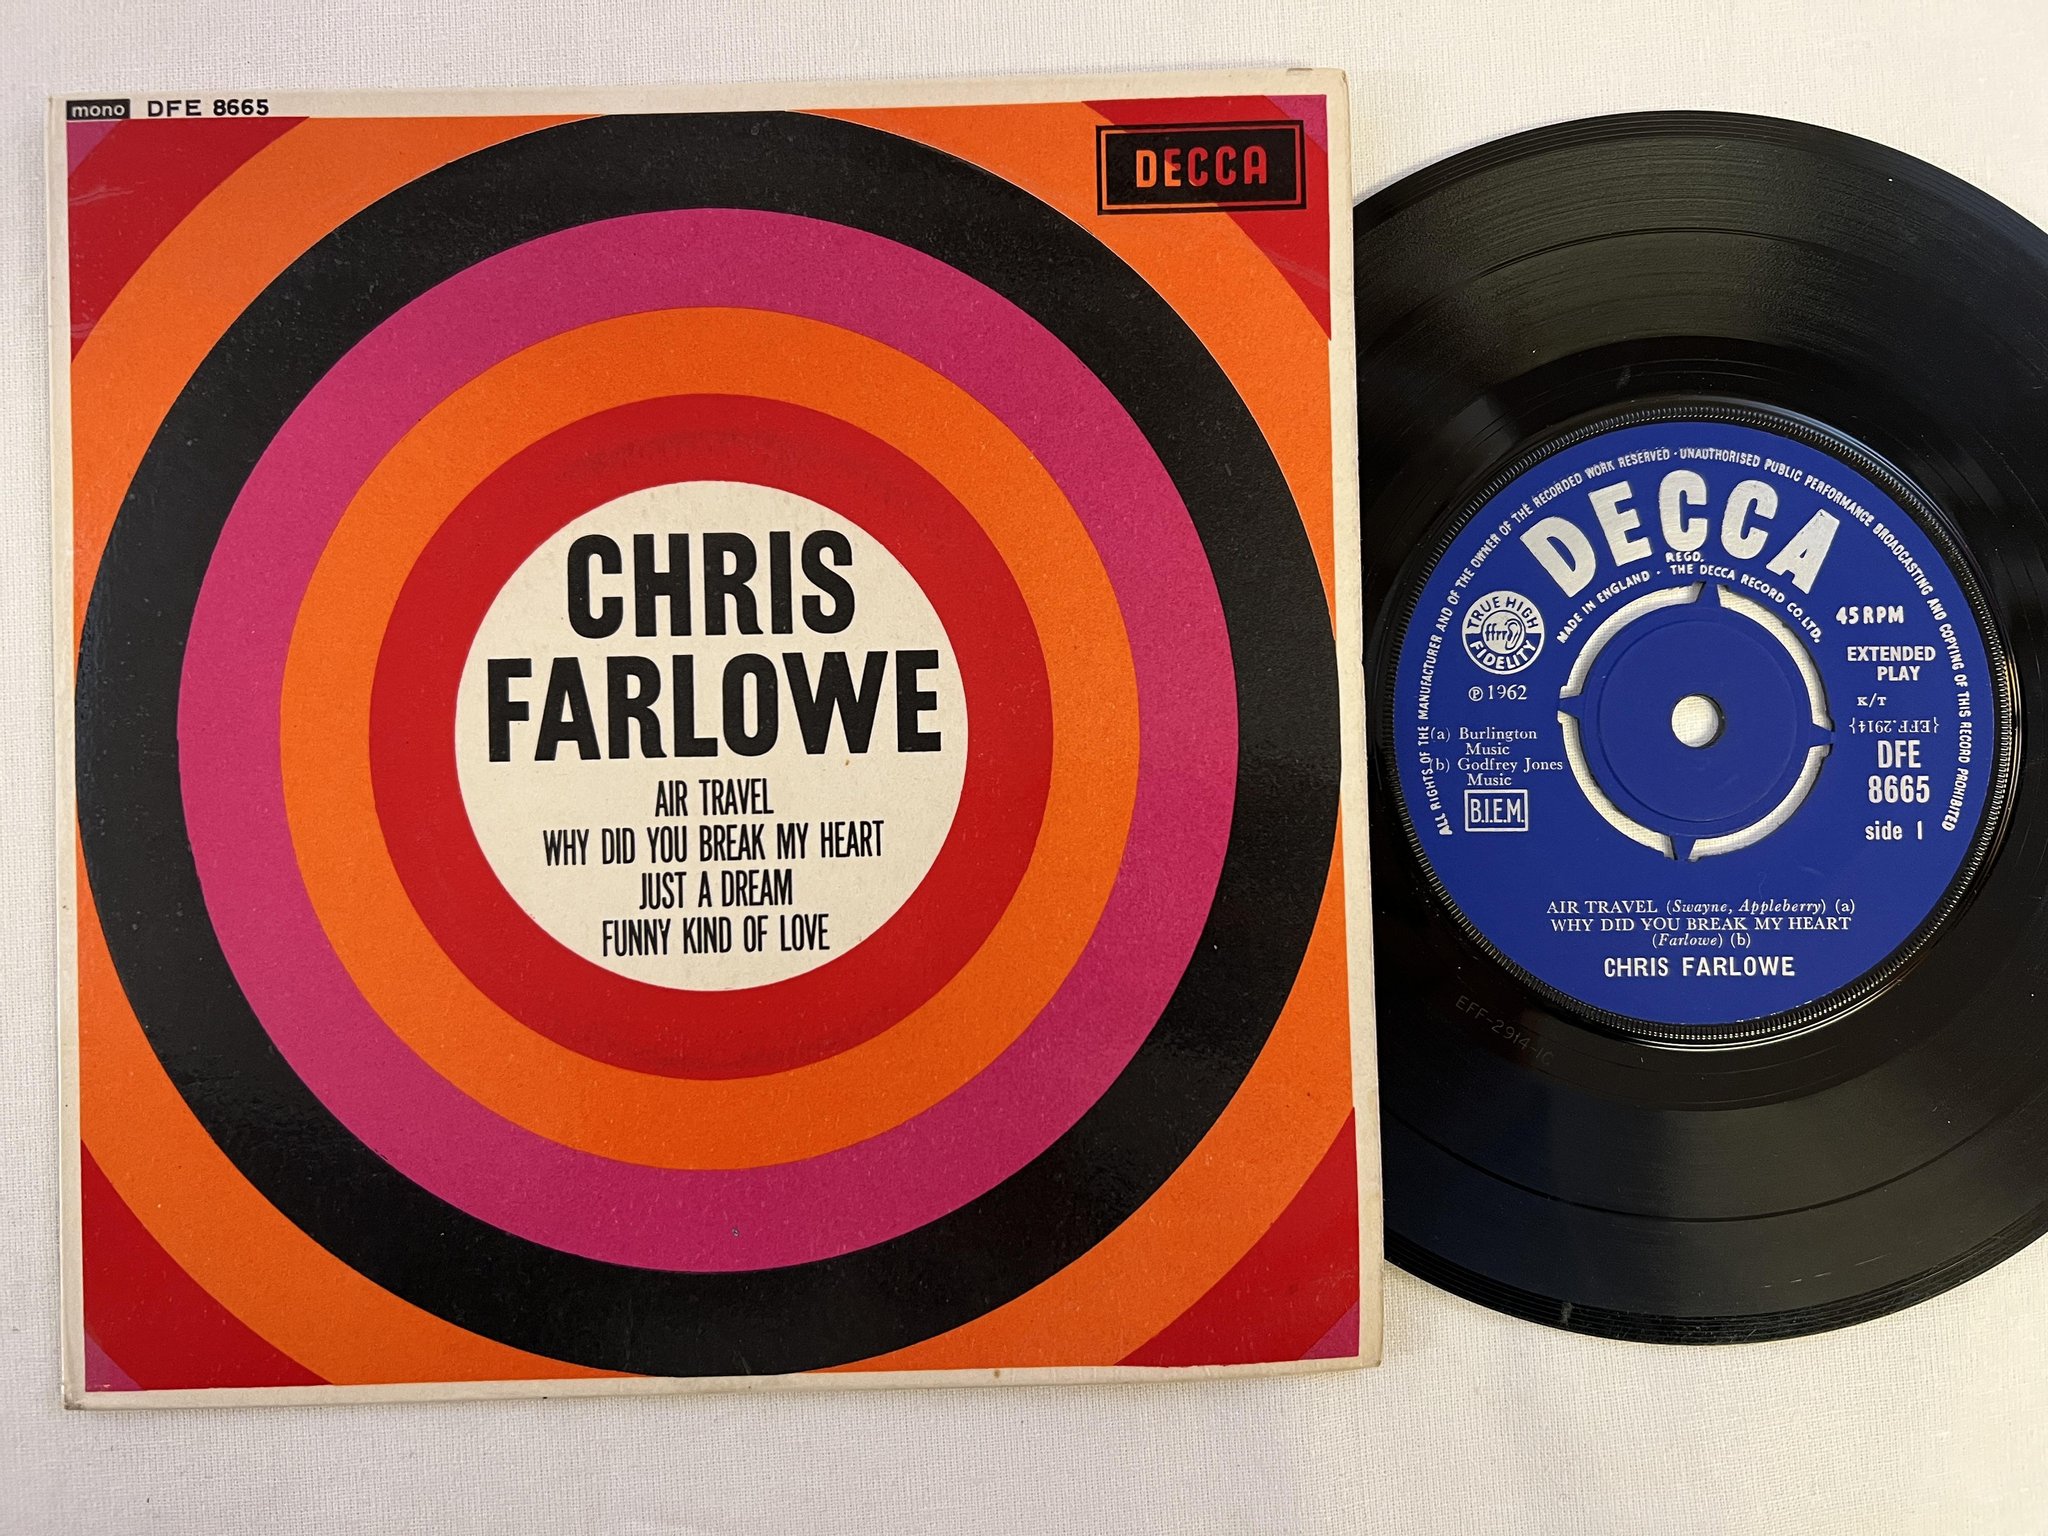 mono DFE 8665
DECCA
CHRIS
FARLOWE
AIR TRAVEL
WHY DID YOU BREAK MY HEART
JUST A DREAM
FUNNY KIND OF LOVE
ALL RIGHTS OF THE MANUFACTURER AND OF THE OWNER OF THE RECORDED WORK RESERVED · UNAUTHORISED PUBLIC PERFORMANCE BROADCASTING AND COPYING OF THIS RECORD PROHIBITED
DECCA
REGD.
MADE IN ENGLAND · THE DECCA RECORD CO. LTD.
TRUE HIGH
ffrr
FIDELITY
℗ 1962
(a) Burlington
Music
(b) Godfrey Jones
Music
B.I.E.M.
45 RPM
EXTENDED
PLAY
K/T
{EFF.2914}
DFE
8665
side 1
AIR TRAVEL (Swayne, Appleberry) (a)
WHY DID YOU BREAK MY HEART
(Farlowe) (b)
CHRIS FARLOWE
EFF-2914-1C